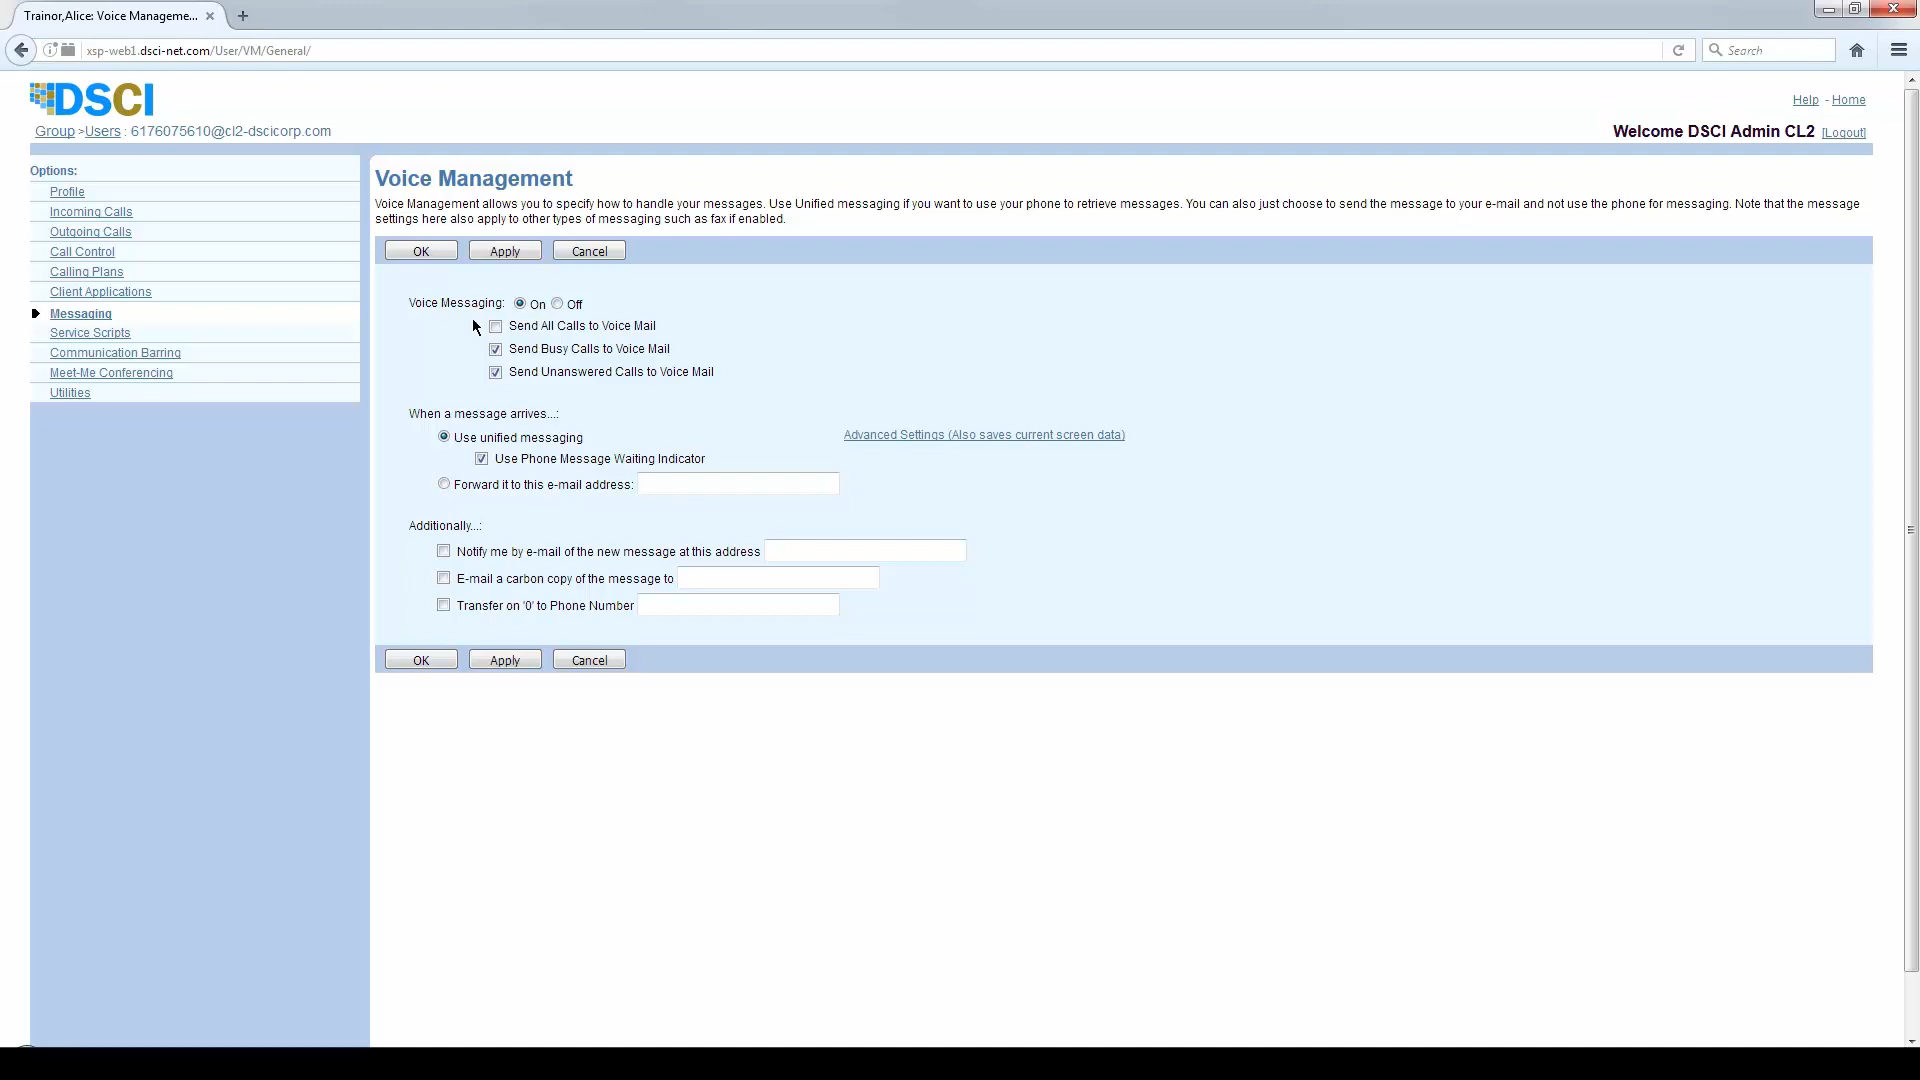 Trainor,Alice: Voice Manageme...
xsp-web1.dsci-net.com/User/VM/General/
Search
DSCI
Help - Home
Group >Users : 6176075610@cl2-dscicorp.com
Welcome DSCI Admin CL2 [Logout]
Options:
Profile
Incoming Calls
Outgoing Calls
Call Control
Calling Plans
Client Applications
Messaging
Service Scripts
Communication Barring
Meet-Me Conferencing
Utilities
Voice Management
Voice Management allows you to specify how to handle your messages. Use Unified messaging if you want to use your phone to retrieve messages. You can also just choose to send the message to your e-mail and not use the phone for messaging. Note that the message
settings here also apply to other types of messaging such as fax if enabled.
OK Apply Cancel
Voice Messaging: On Off
Send All Calls to Voice Mail
Send Busy Calls to Voice Mail
Send Unanswered Calls to Voice Mail
When a message arrives...:
Use unified messaging Advanced Settings (Also saves current screen data)
Use Phone Message Waiting Indicator
Forward it to this e-mail address:
Additionally...:
Notify me by e-mail of the new message at this address
E-mail a carbon copy of the message to
Transfer on '0' to Phone Number
OK Apply Cancel